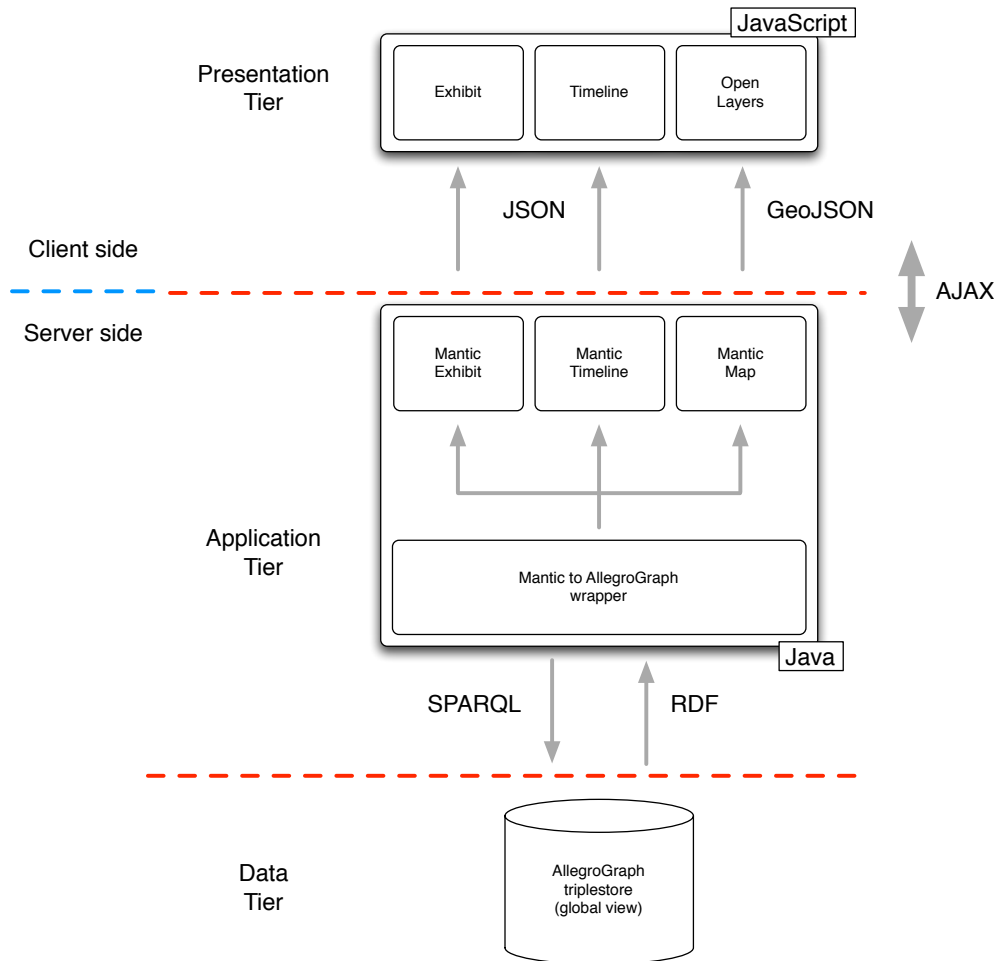 JavaScript
Presentation
Tier
Exhibit
Timeline
Open
Layers
JSON
GeoJSON
Client side
AJAX
Server side
Mantic
Exhibit
Mantic
Timeline
Mantic
Map
Application
Tier
Mantic to AllegroGraph
wrapper
Java
SPARQL
RDF
Data
Tier
AllegroGraph
triplestore
(global view)